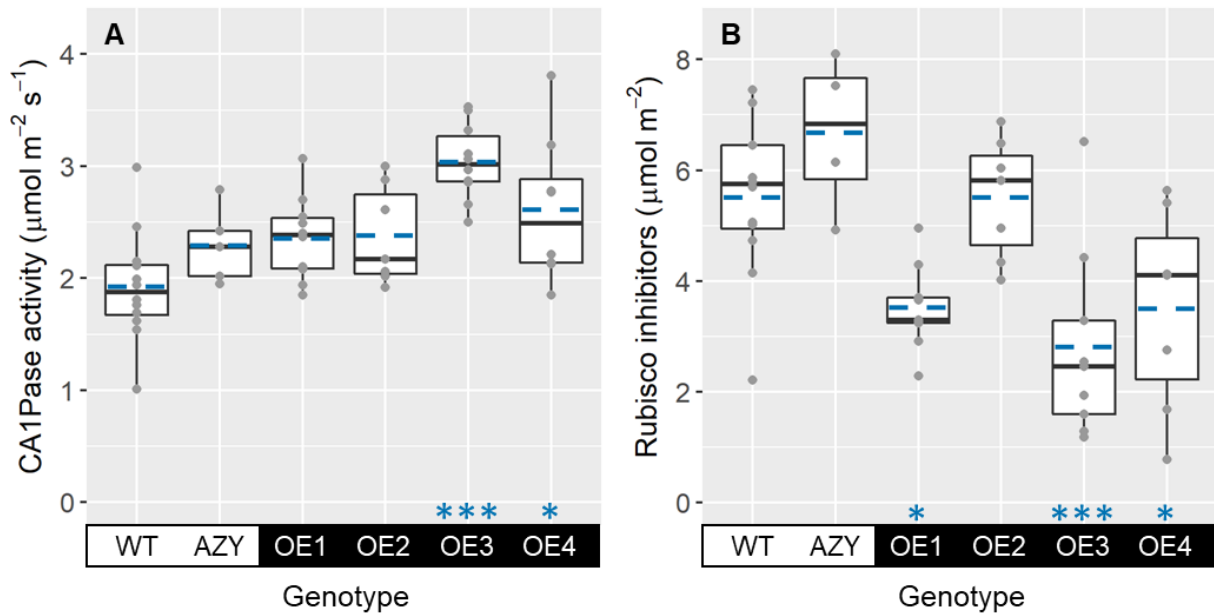 A
CA1Pase activity (μmol m⁻² s⁻¹)
4
3
2
1
0
*** *
WT AZY OE1 OE2 OE3 OE4
Genotype
B
Rubisco inhibitors (μmol m⁻²)
8
6
4
2
0
* *** *
WT AZY OE1 OE2 OE3 OE4
Genotype